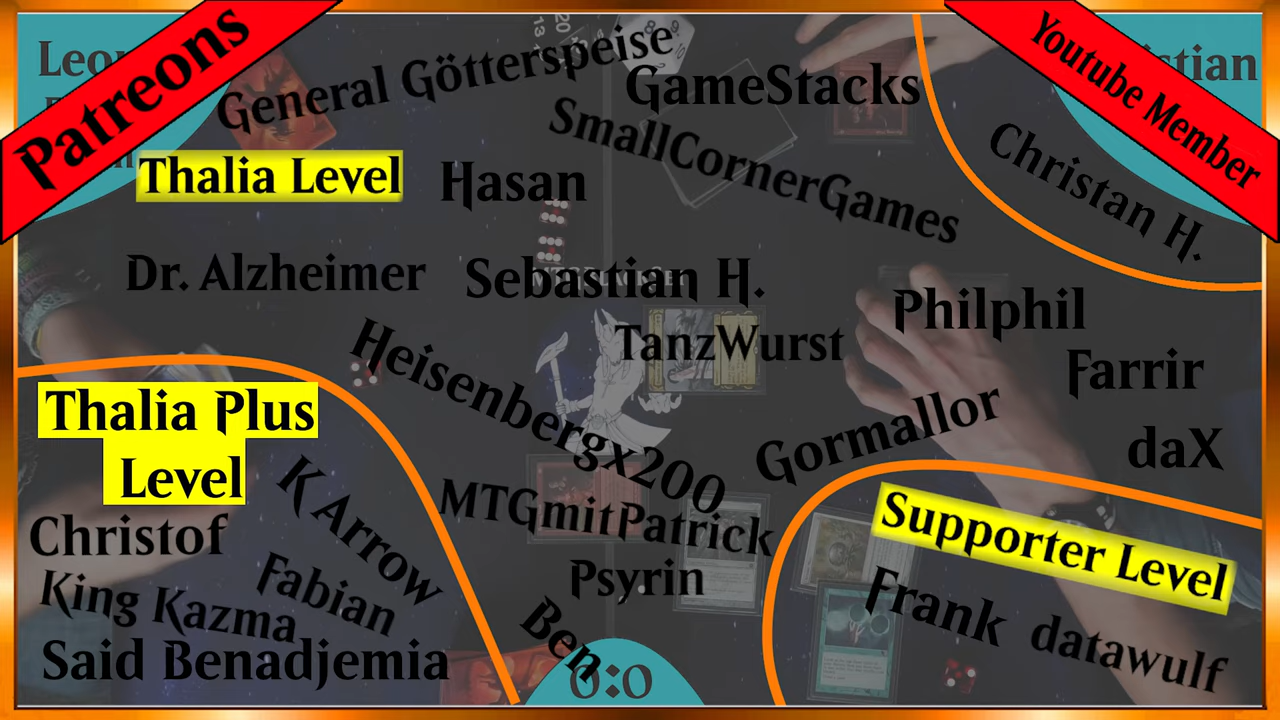 Patreons
Youtube Member
General Götterspeise
GameStacks
SmallCornerGames
Christan H.
Thalia Level
Hasan
Dr. Alzheimer
Sebastian H.
Philphil
TanzWurst
Farrir
Heisenbergx200
Gormallor
daX
MTGmitPatrick
Psyrin
Ben
0:0
Thalia Plus
Level
K Arrow
Christof
Fabian
King Kazma
Said Benadjemia
Supporter Level
Frank
datawulf